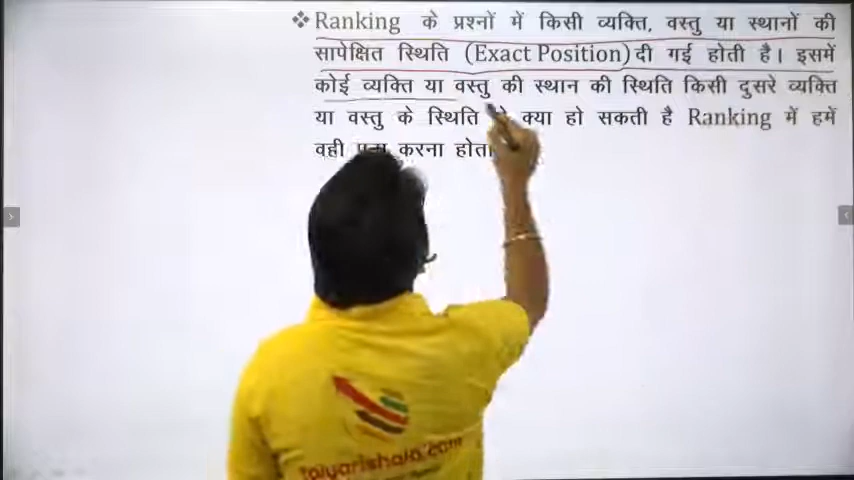 ❖ Ranking के प्रश्नों में किसी व्यक्ति, वस्तु या स्थानों की
सापेक्षित स्थिति (Exact Position) दी गई होती है। इसमें
कोई व्यक्ति या वस्तु की स्थान की स्थिति किसी दुसरे व्यक्ति
या वस्तु के स्थिति क्या हो सकती है Ranking में हमें
वही करना होता
taiyarishala.com